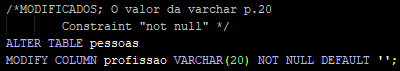 /*MODIFICADOS; O valor da varchar p.20
Constraint "not null" */
ALTER TABLE pessoas
MODIFY COLUMN profissao VARCHAR(20) NOT NULL DEFAULT '';